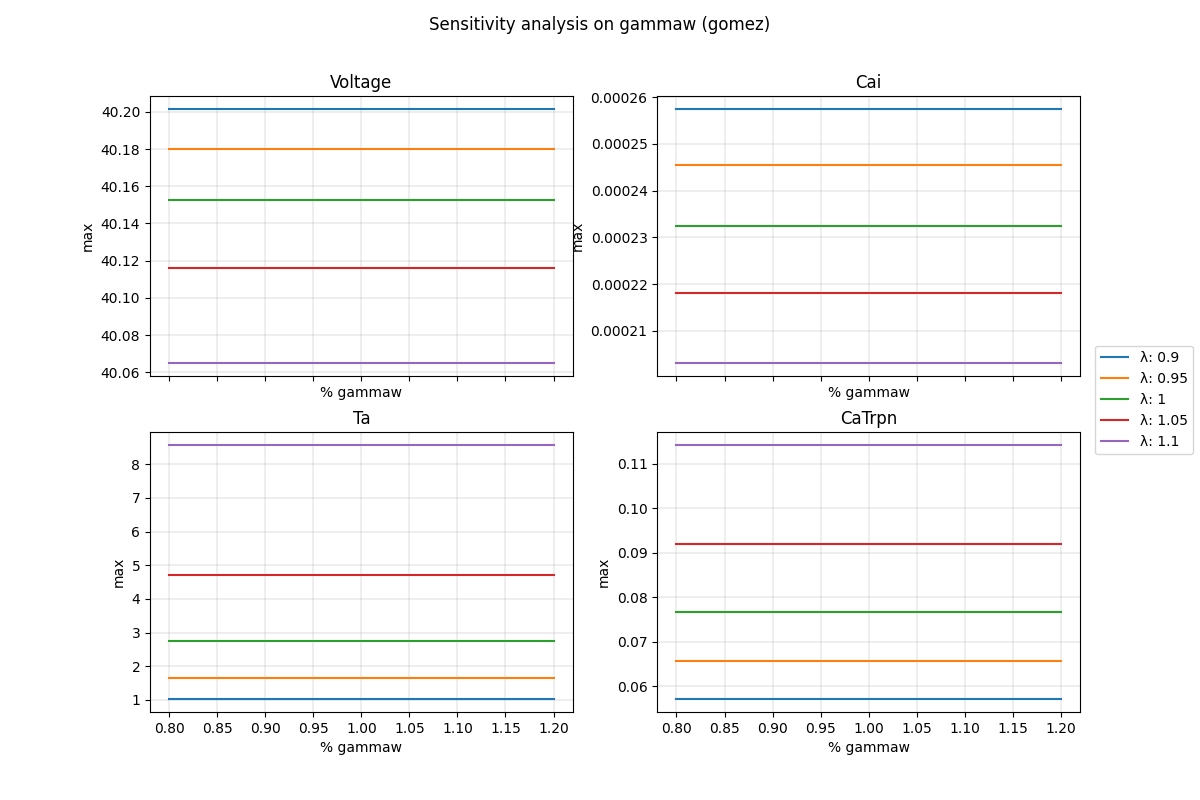 Sensitivity analysis on gammaw (gomez)
Voltage
40.20
40.18
40.16
40.14
40.12
40.10
40.08
40.06
max
% gammaw
Cai
0.00026
0.00025
0.00024
0.00023
0.00022
0.00021
max
% gammaw
Ta
8
7
6
5
4
3
2
1
max
0.80 0.85 0.90 0.95 1.00 1.05 1.10 1.15 1.20
% gammaw
CaTrpn
0.11
0.10
0.09
0.08
0.07
0.06
max
0.80 0.85 0.90 0.95 1.00 1.05 1.10 1.15 1.20
% gammaw
λ: 0.9
λ: 0.95
λ: 1
λ: 1.05
λ: 1.1